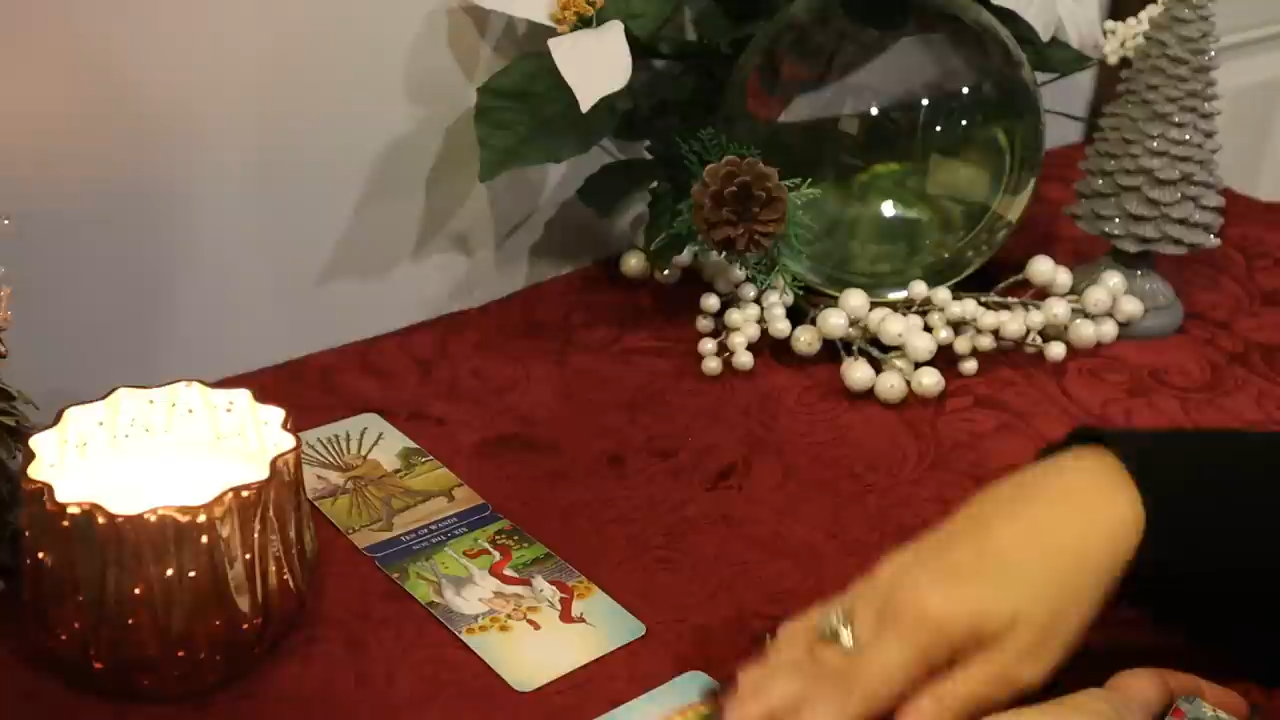 TEN OF WANDS
XIX • THE SUN